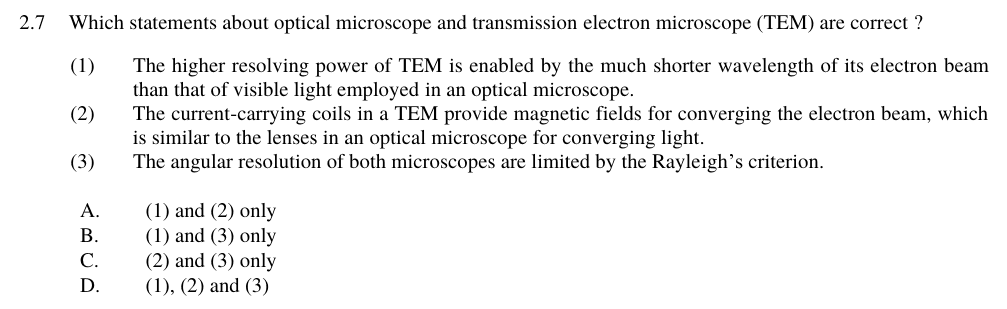 2.7 Which statements about optical microscope and transmission electron microscope (TEM) are correct ?
(1) The higher resolving power of TEM is enabled by the much shorter wavelength of its electron beam
than that of visible light employed in an optical microscope.
(2) The current-carrying coils in a TEM provide magnetic fields for converging the electron beam, which
is similar to the lenses in an optical microscope for converging light.
(3) The angular resolution of both microscopes are limited by the Rayleigh's criterion.
A. (1) and (2) only
B. (1) and (3) only
C. (2) and (3) only
D. (1), (2) and (3)